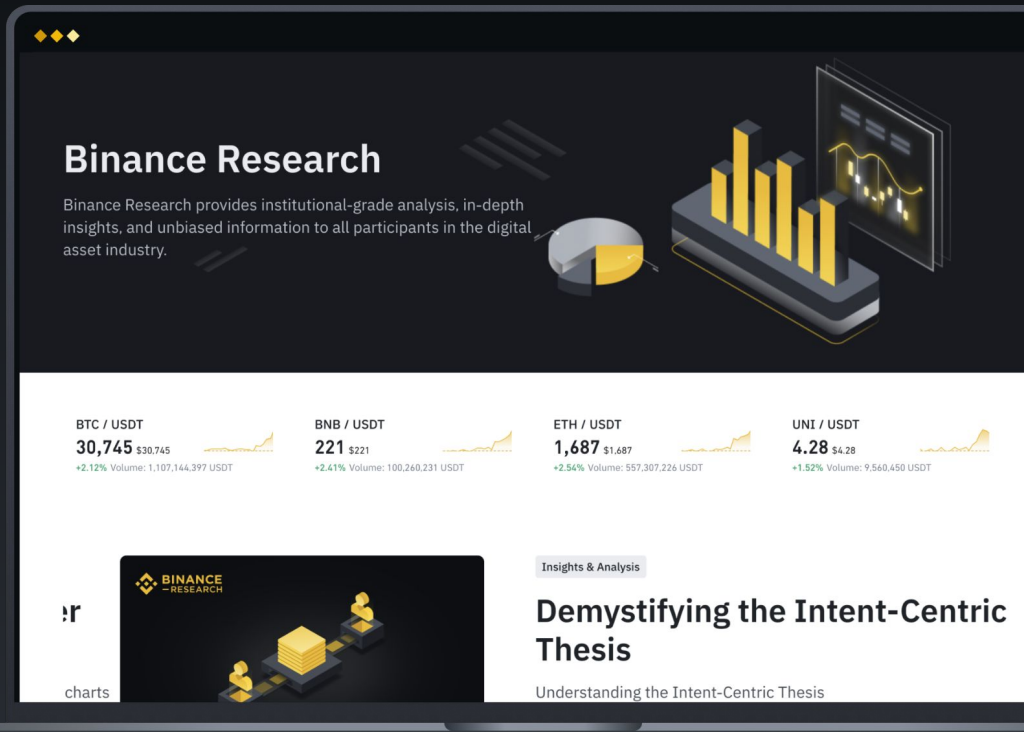 Binance Research
Binance Research provides institutional-grade analysis, in-depth
insights, and unbiased information to all participants in the digital
asset industry.
BTC / USDT
30,745 $30,745
+2.12% Volume: 1,107,144,397 USDT
BNB / USDT
221 $221
+2.41% Volume: 100,260,231 USDT
ETH / USDT
1,687 $1,687
+2.54% Volume: 557,307,226 USDT
UNI / USDT
4.28 $4.28
+1.52% Volume: 9,560,450 USDT
er
charts
BINANCE
RESEARCH
Insights & Analysis
Demystifying the Intent-Centric
Thesis
Understanding the Intent-Centric Thesis